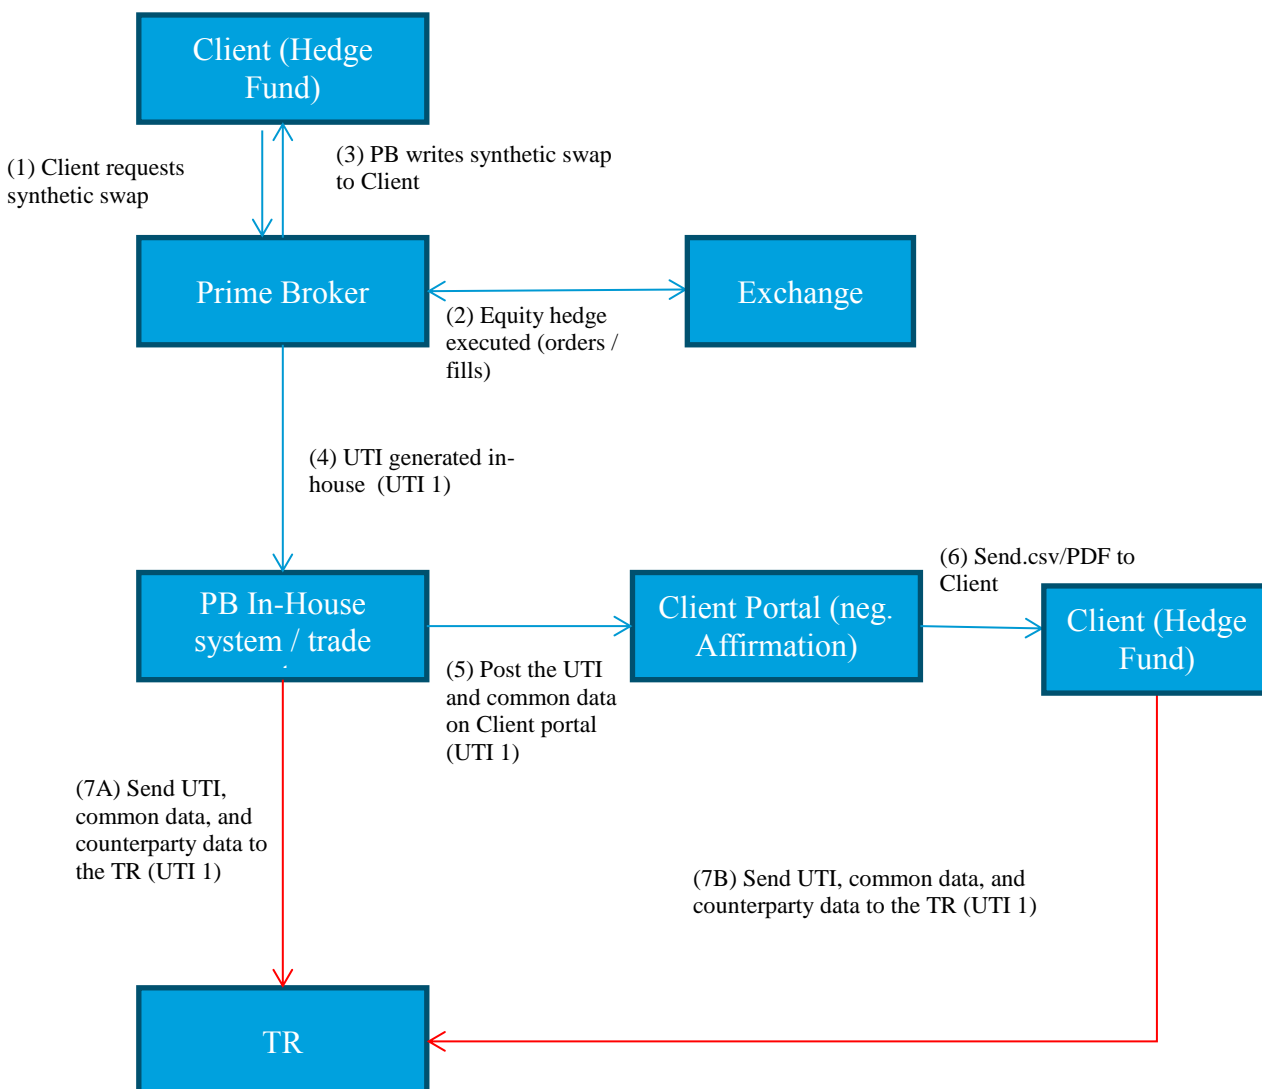 Client (Hedge
Fund)
(1) Client requests
synthetic swap
(3) PB writes synthetic swap
to Client
Prime Broker
Exchange
(2) Equity hedge
executed (orders /
fills)
(4) UTI generated in-
house (UTI 1)
PB In-House
system / trade
Client Portal (neg.
Affirmation)
(6) Send.csv/PDF to
Client
Client (Hedge
Fund)
(5) Post the UTI
and common data
on Client portal
(UTI 1)
(7A) Send UTI,
common data, and
counterparty data to
the TR (UTI 1)
(7B) Send UTI, common data, and
counterparty data to the TR (UTI 1)
TR